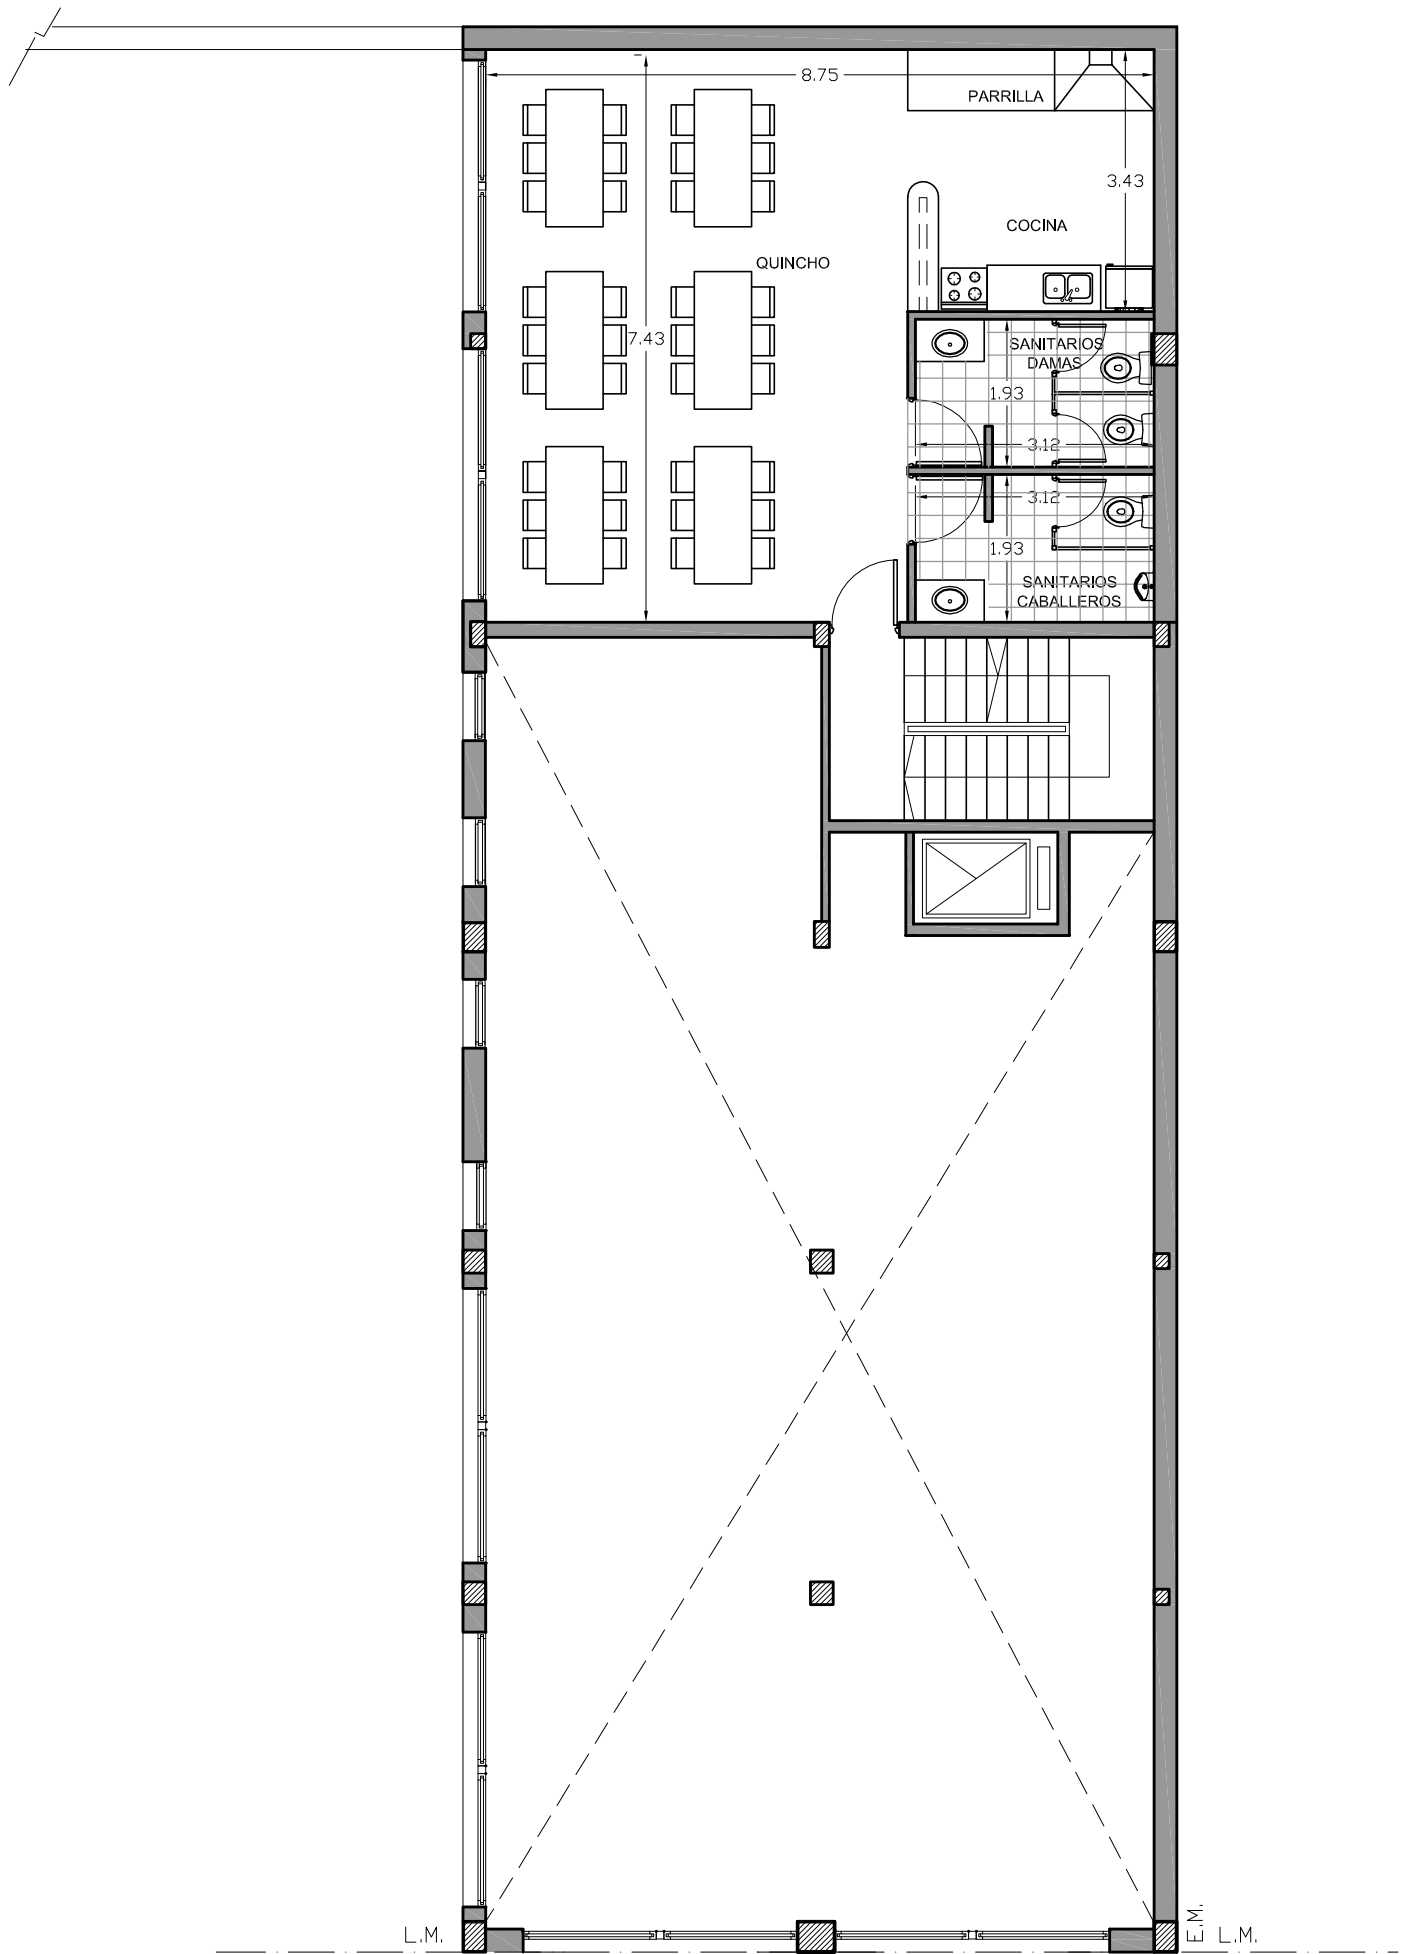 8.75
PARRILLA
3.43
COCINA
QUINCHO
7.43
SANITARIOS
DAMAS
1.93
3.12
3.12
1.93
SANITARIOS
CABALLEROS
L.M.
E.M.
L.M.